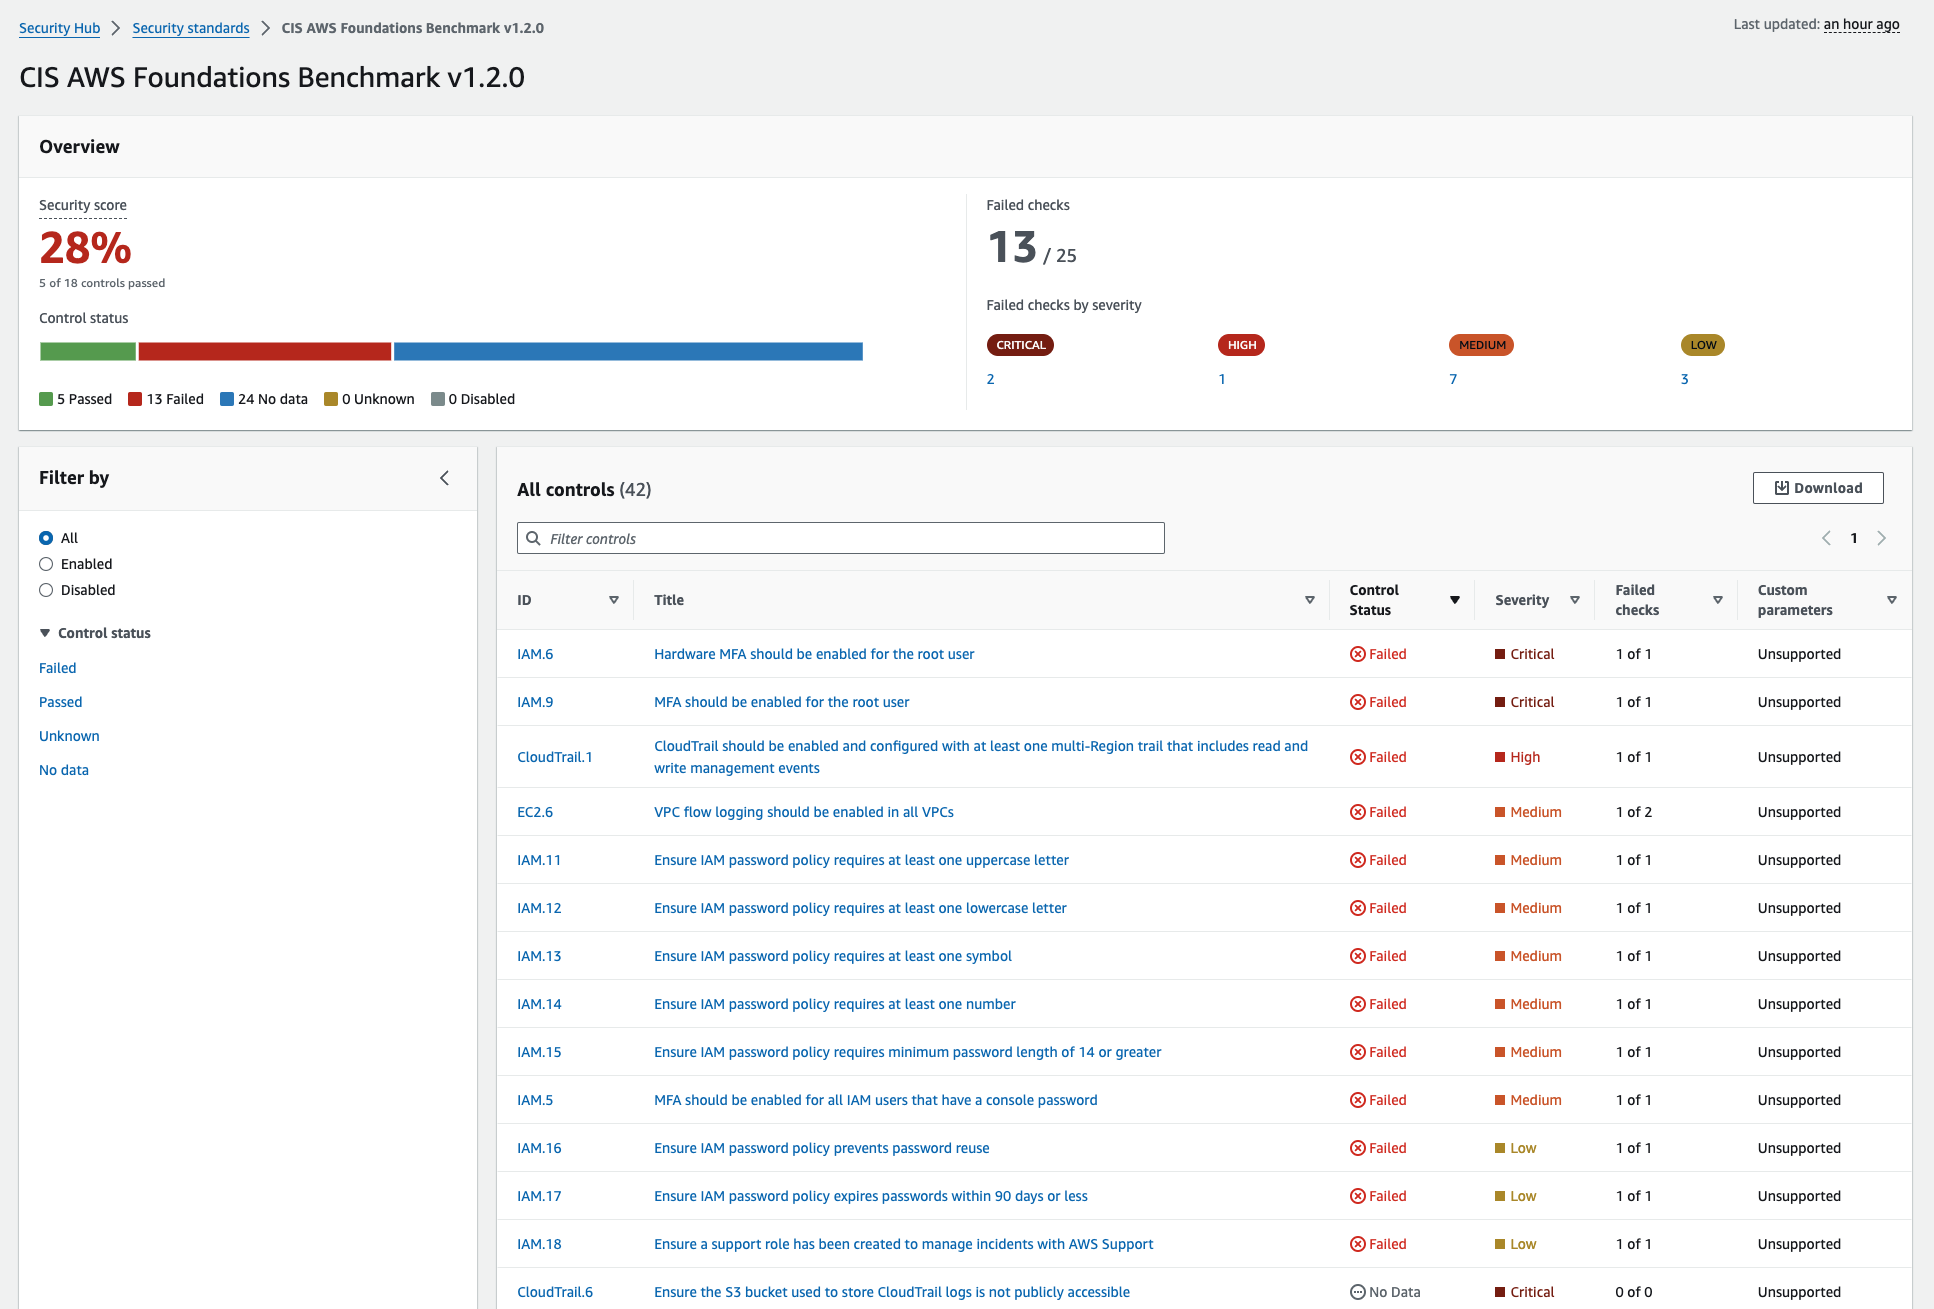 Security Hub > Security standards > CIS AWS Foundations Benchmark v1.2.0
Last updated: an hour ago
CIS AWS Foundations Benchmark v1.2.0
Overview
Security score
28%
5 of 18 controls passed
Control status
5 Passed 13 Failed 24 No data 0 Unknown 0 Disabled
Failed checks
13 / 25
Failed checks by severity
CRITICAL HIGH MEDIUM LOW
2 1 7 3
Filter by
All
Enabled
Disabled
Control status
Failed
Passed
Unknown
No data
All controls (42)
Download
Filter controls
1
ID Title Control Status Severity Failed checks Custom parameters
IAM.6 Hardware MFA should be enabled for the root user Failed Critical 1 of 1 Unsupported
IAM.9 MFA should be enabled for the root user Failed Critical 1 of 1 Unsupported
CloudTrail.1 CloudTrail should be enabled and configured with at least one multi-Region trail that includes read and
write management events Failed High 1 of 1 Unsupported
EC2.6 VPC flow logging should be enabled in all VPCs Failed Medium 1 of 2 Unsupported
IAM.11 Ensure IAM password policy requires at least one uppercase letter Failed Medium 1 of 1 Unsupported
IAM.12 Ensure IAM password policy requires at least one lowercase letter Failed Medium 1 of 1 Unsupported
IAM.13 Ensure IAM password policy requires at least one symbol Failed Medium 1 of 1 Unsupported
IAM.14 Ensure IAM password policy requires at least one number Failed Medium 1 of 1 Unsupported
IAM.15 Ensure IAM password policy requires minimum password length of 14 or greater Failed Medium 1 of 1 Unsupported
IAM.5 MFA should be enabled for all IAM users that have a console password Failed Medium 1 of 1 Unsupported
IAM.16 Ensure IAM password policy prevents password reuse Failed Low 1 of 1 Unsupported
IAM.17 Ensure IAM password policy expires passwords within 90 days or less Failed Low 1 of 1 Unsupported
IAM.18 Ensure a support role has been created to manage incidents with AWS Support Failed Low 1 of 1 Unsupported
CloudTrail.6 Ensure the S3 bucket used to store CloudTrail logs is not publicly accessible No Data Critical 0 of 0 Unsupported